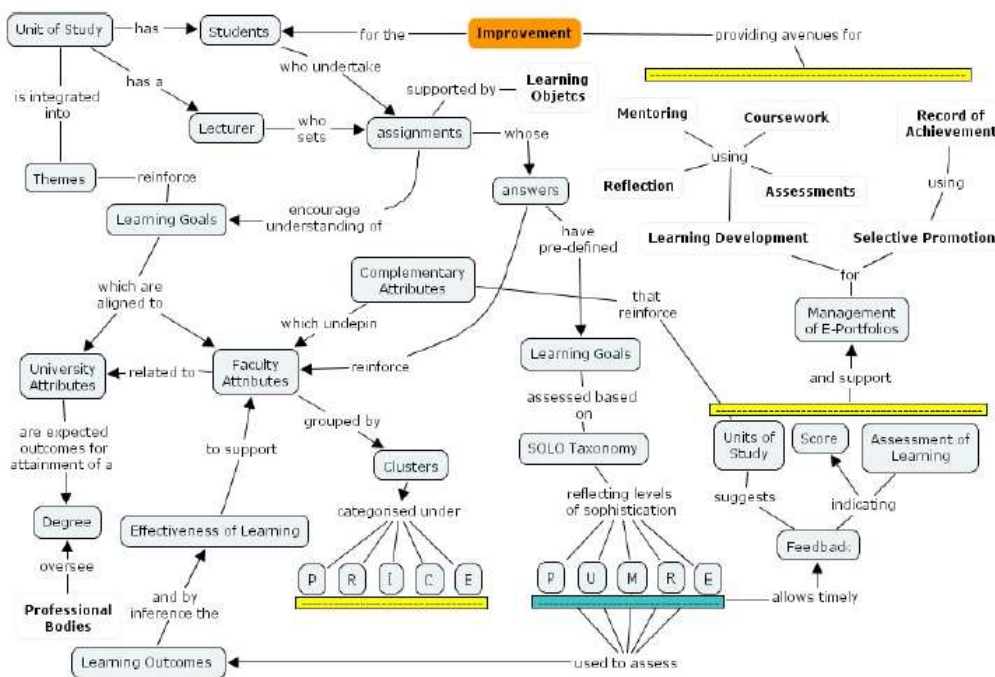 Unit of Study
has
Students
for the
Improvement
providing avenues for
who undertake
has a
is integrated
into
supported by
Learning
Objetcs
Lecturer
who
sets
assignments
whose
Mentoring
Coursework
Record of
Achievement
using
Reflection
Assessments
using
Themes
reinforce
answers
Learning Goals
encourage
understanding of
have
pre-defined
Learning Development
Selective Promotion
for
which are
aligned to
Complementary
Attributes
that
reinforce
Management
of E-Portfolios
which undepin
University
Attributes
related to
Faculty
Attributes
reinforce
Learning Goals
and support
are expected
outcomes for
attainment of a
to support
grouped by
assessed based
on
Clusters
SOLO Taxonomy
Units of
Study
Score
Assessment of
Learning
categorised under
reflecting levels
of sophistication
suggests
indicating
Degree
Effectiveness of Learning
Feedback
oversee
P R I C E
P U M R E
allows timely
Professional
Bodies
and by
inference the
Learning Outcomes
used to assess